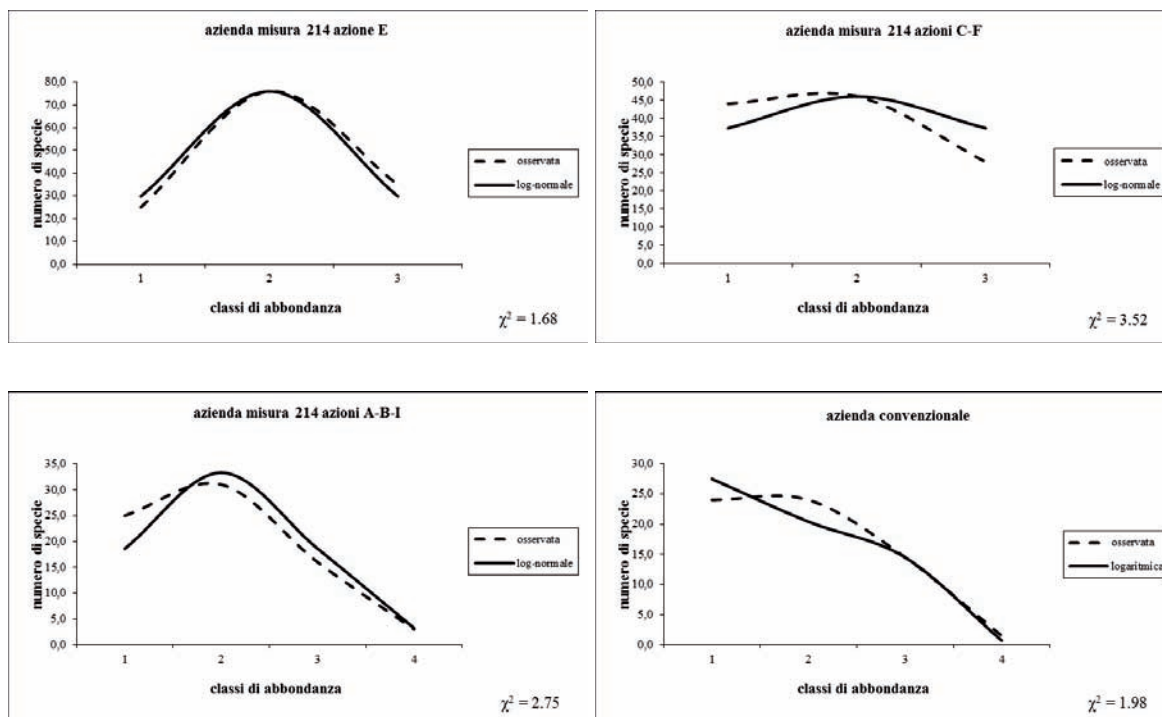 azienda misura 214 azione E
80,0
70,0
60,0
50,0
40,0
30,0
20,0
10,0
0,0
numero di specie
1 2 3
classi di abbondanza
osservata
log-normale
χ² = 1.68
azienda misura 214 azioni C-F
50,0
45,0
40,0
35,0
30,0
25,0
20,0
15,0
10,0
5,0
0,0
numero di specie
1 2 3
classi di abbondanza
osservata
log-normale
χ² = 3.52
azienda misura 214 azioni A-B-I
35,0
30,0
25,0
20,0
15,0
10,0
5,0
0,0
numero di specie
1 2 3 4
classi di abbondanza
osservata
log-normale
χ² = 2.75
azienda convenzionale
30,0
25,0
20,0
15,0
10,0
5,0
0,0
numero di specie
1 2 3 4
classi di abbondanza
osservata
logaritmica
χ² = 1.98